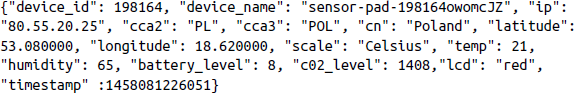 {"device_id": 198164, "device_name": "sensor-pad-198164owomcJZ", "ip":
"80.55.20.25", "cca2": "PL", "cca3": "POL", "cn": "Poland", "latitude":
53.080000, "longitude": 18.620000, "scale": "Celsius", "temp": 21,
"humidity": 65, "battery_level": 8, "c02_level": 1408,"lcd": "red",
"timestamp" :1458081226051}